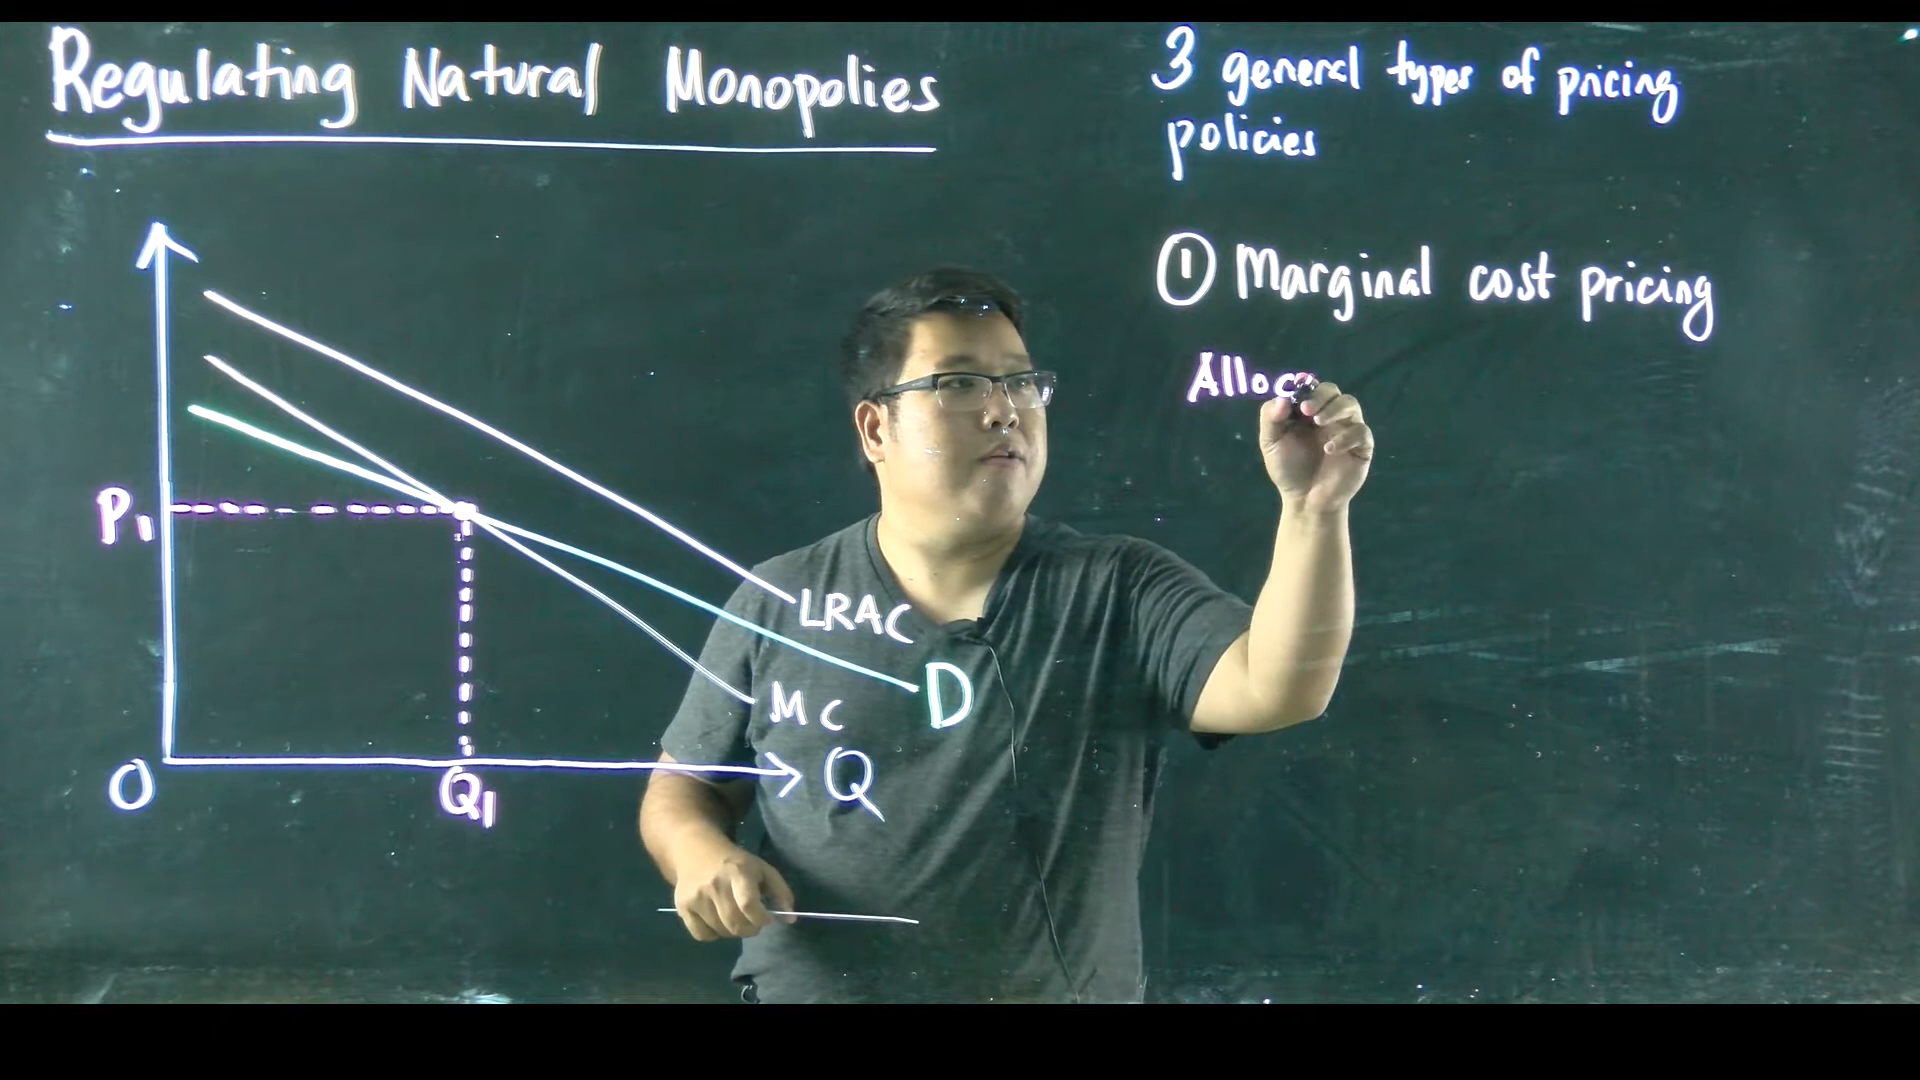 Regulating Natural Monopolies
3 general types of pricing
policies
① Marginal cost pricing
Alloc
P₁
LRAC
D
MC
O
Q₁
Q